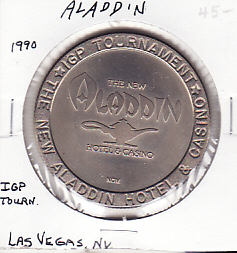 ALADDIN
45-
1990
★ IGP TOURNAMENT ★
THE NEW ALADDIN HOTEL & CASINO
THE NEW
ALADDIN
HOTEL & CASINO
IGP
TOURN.
LAS VEGAS, NV